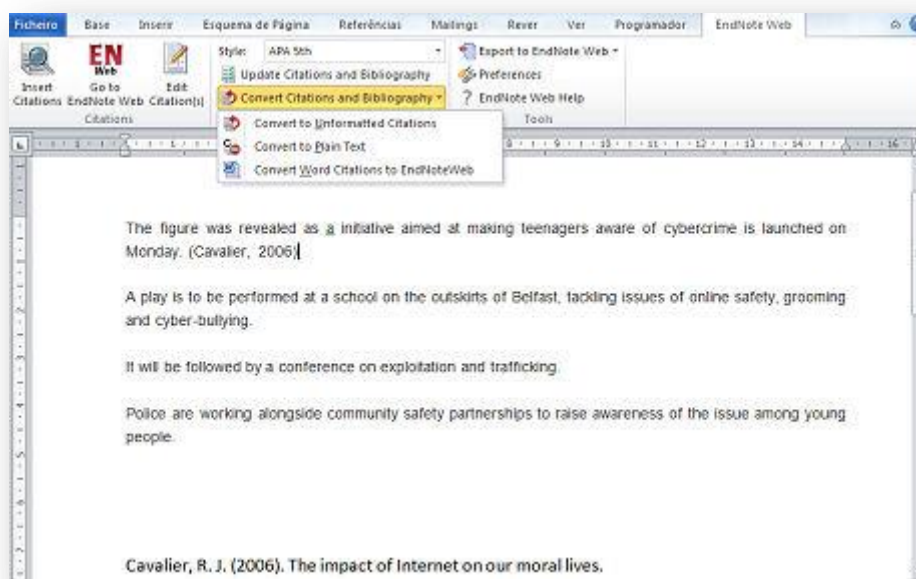 Ficheiro Base Inserir Esquema de Página Referências Mailings Rever Ver Programador EndNote Web
Insert Citations
EN Web
Go to EndNote Web
Edit Citation(s)
Citations
Style: APA 5th
Update Citations and Bibliography
Convert Citations and Bibliography
Export to EndNote Web
Preferences
? EndNote Web Help
Tools
Convert to Unformatted Citations
Convert to Plain Text
Convert Word Citations to EndNoteWeb
The figure was revealed as a initiative aimed at making teenagers aware of cybercrime is launched on
Monday. (Cavalier, 2006)
A play is to be performed at a school on the outskirts of Belfast, tackling issues of online safety, grooming
and cyber-bullying.
It will be followed by a conference on exploitation and trafficking.
Police are working alongside community safety partnerships to raise awareness of the issue among young
people.
Cavalier, R. J. (2006). The impact of Internet on our moral lives.